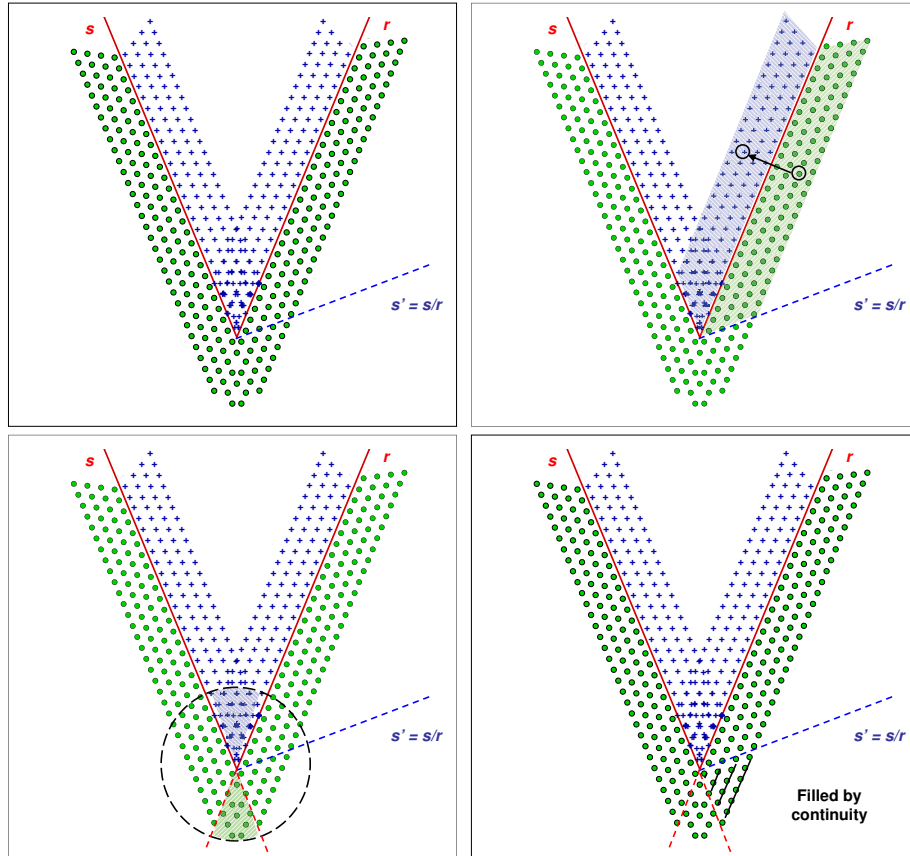 s
r
s' = s/r
s
r
s' = s/r
s
r
s' = s/r
s
r
s' = s/r
Filled by
continuity